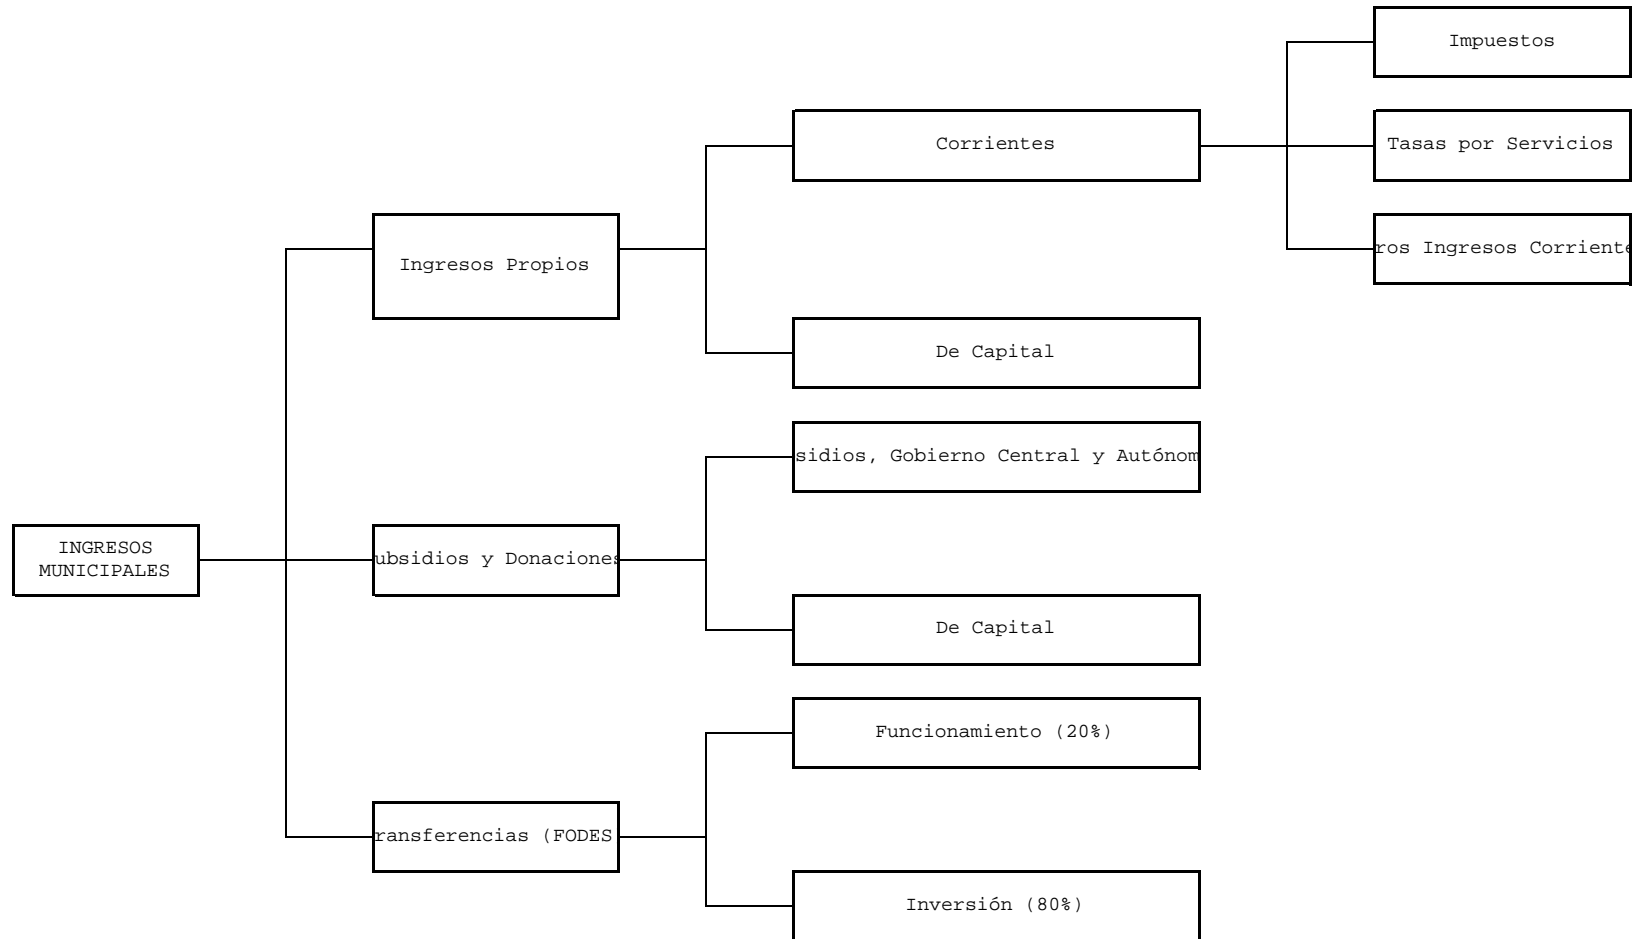 Impuestos
Corrientes
Tasas por Servicios
Ingresos Propios
ros Ingresos Corriente
De Capital
sidios, Gobierno Central y Autónom
INGRESOS
MUNICIPALES
ubsidios y Donaciones
De Capital
Funcionamiento (20%)
ransferencias (FODES
Inversión (80%)